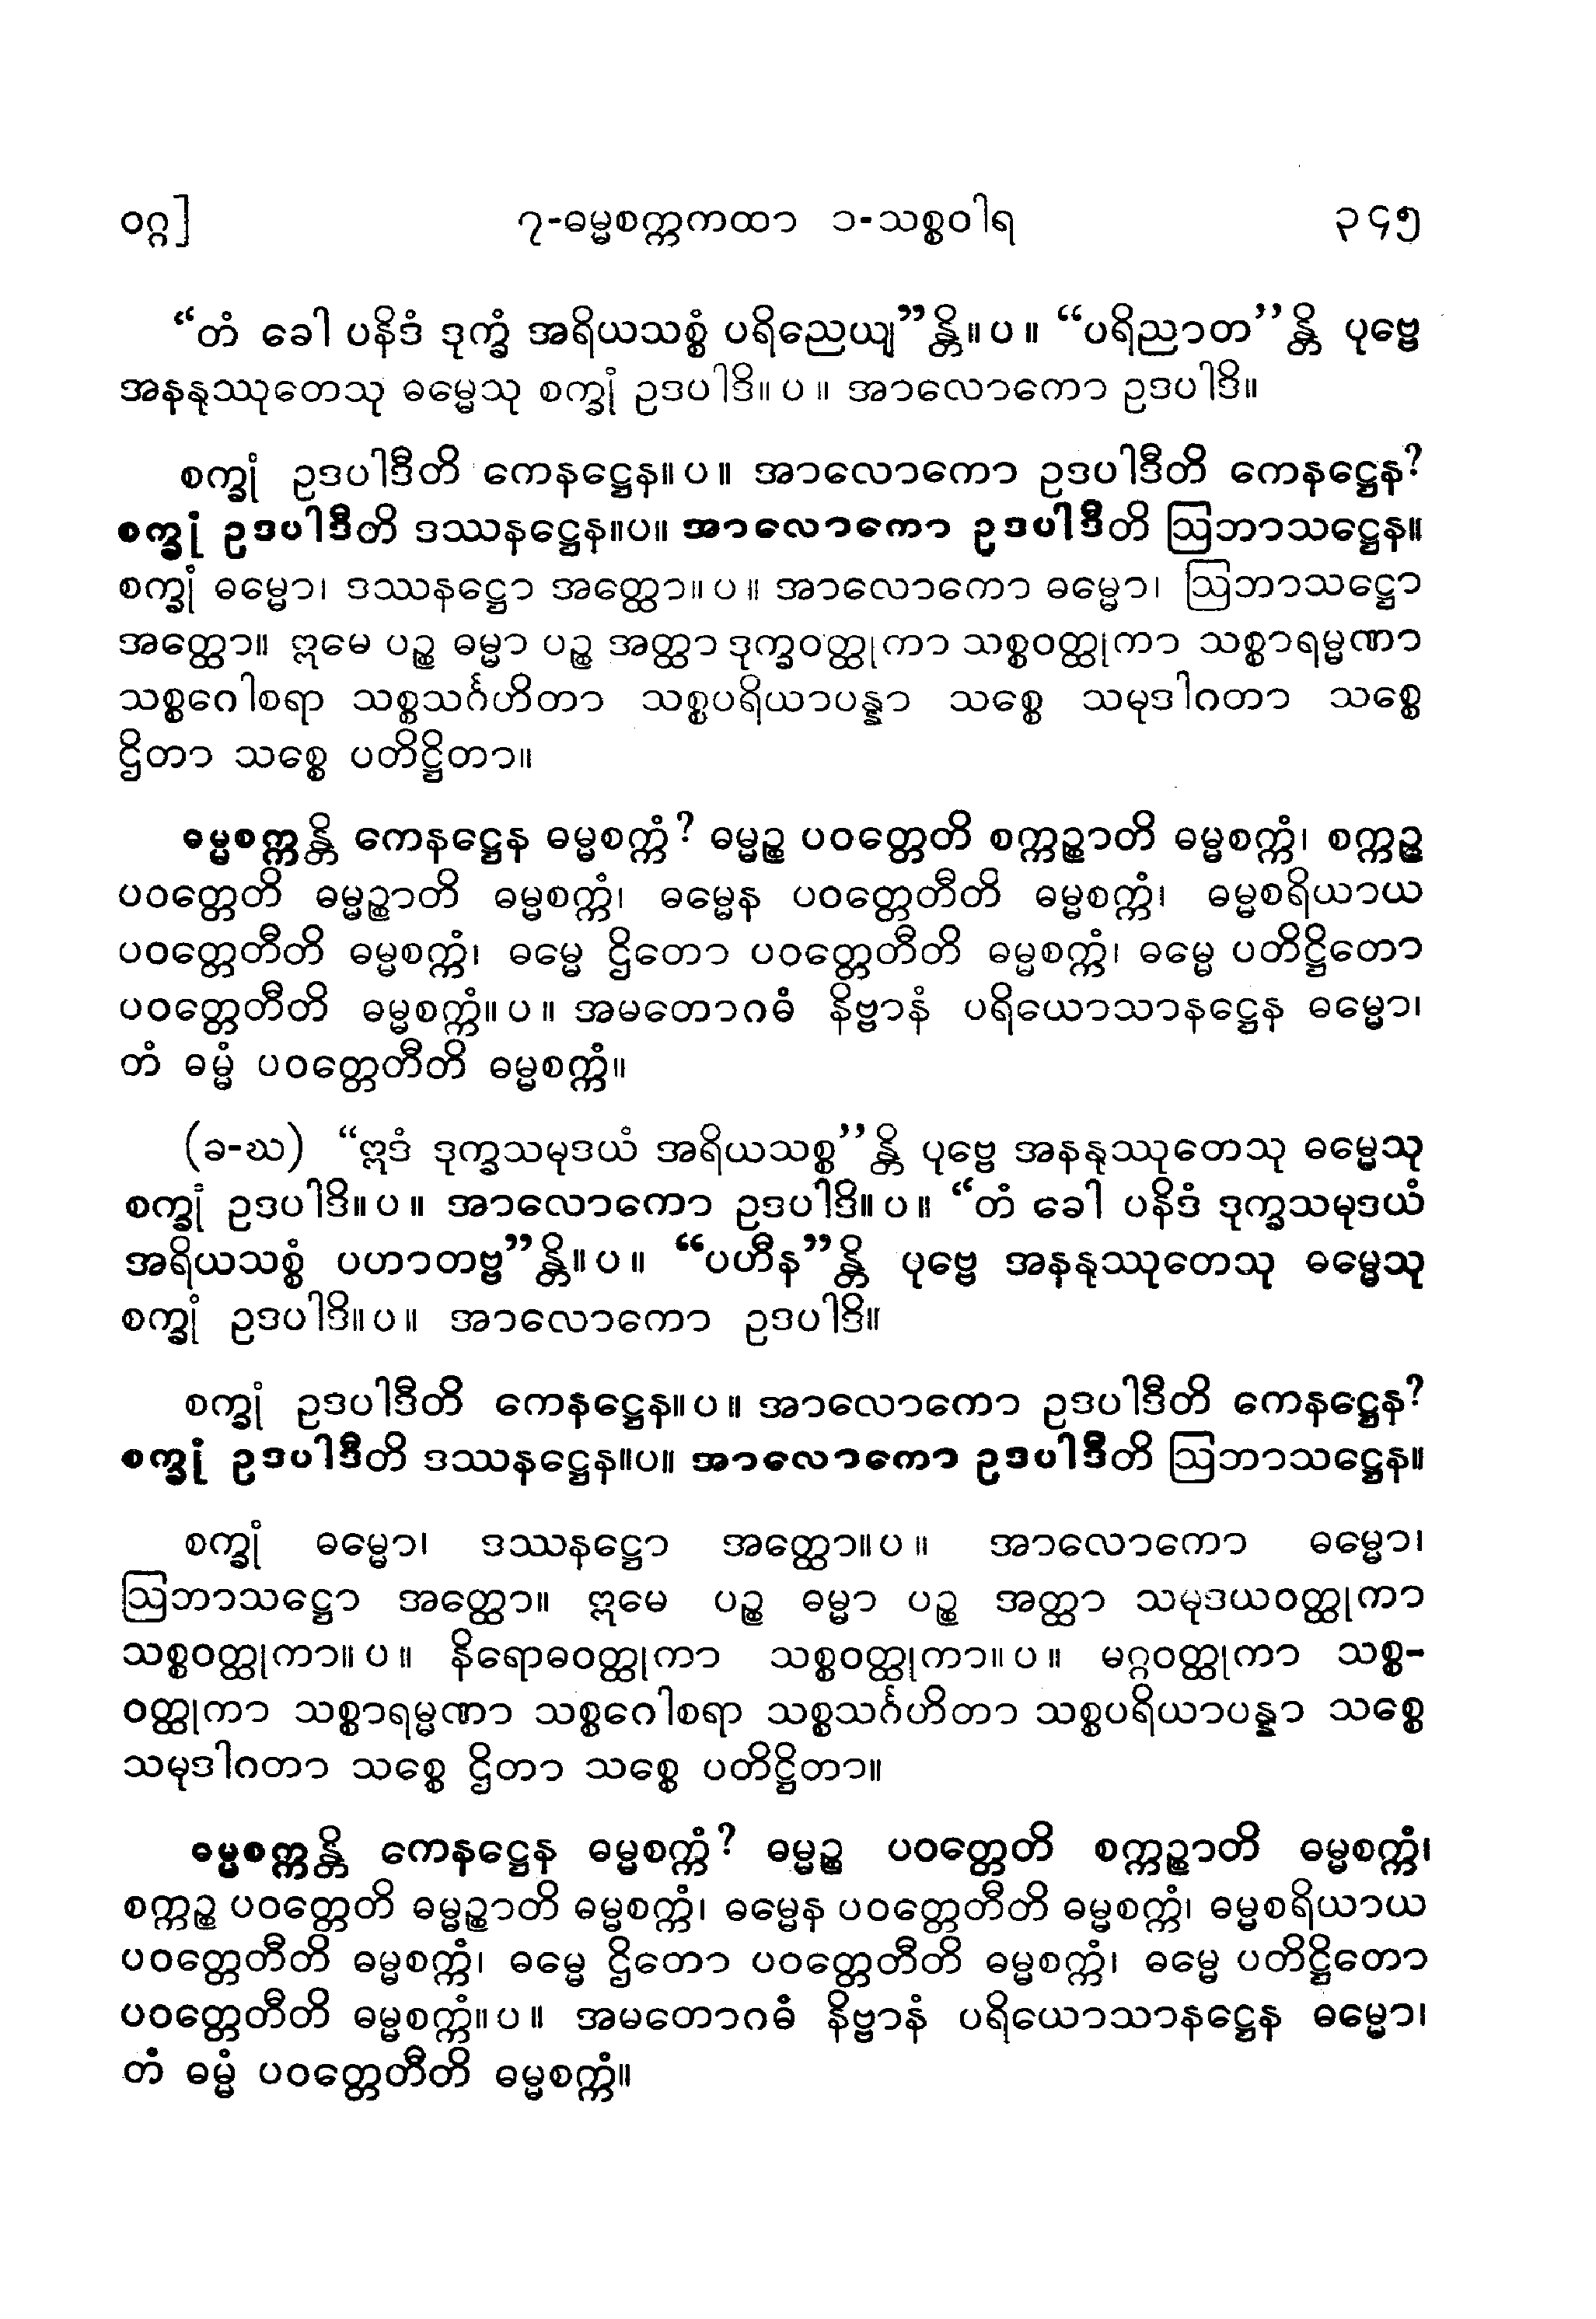 ဝဂ္ဂ] ၇-ဓမ္မစက္ကကထာ ၁-သစ္စဝါရ ၃၄၅
“တံ ခေါ ပနိဒံ ဒုက္ခံ အရိယသစ္စံ ပရိညေယျ”န္တိ။ ပ ။ “ပရိညာတ’’န္တိ ပုဗ္ဗေ
အနနုဿုတေသု ဓမ္မေသု စက္ခုံ ဥဒပါဒိ။ ပ ။ အာလောကော ဥဒပါဒိ။
စက္ခုံ ဥဒပါဒီတိ ကေနဋ္ဌေန။ ပ ။ အာလောကော ဥဒပါဒီတိ ကေနဋ္ဌေန?
စက္ခုံ ဥဒပါဒီတိ ဒဿနဋ္ဌေန။ပ။ အာလောကော ဥဒပါဒီတိ ဩဘာသဋ္ဌေန။
စက္ခုံ ဓမ္မော၊ ဒဿနဋ္ဌော အတ္ထော။ ပ ။ အာလောကော ဓမ္မော၊ ဩဘာသဋ္ဌော
အတ္ထော။ ဣမေ ပဉ္စ ဓမ္မာ ပဉ္စ အတ္ထာ ဒုက္ခဝတ္ထုကာ သစ္စဝတ္ထုကာ သစ္စာရမ္မဏာ
သစ္စဂေါစရာ သစ္စသင်္ဂဟိတာ သစ္စပရိယာပန္နာ သစ္စေ သမုဒါဂတာ သစ္စေ
ဌိတာ သစ္စေ ပတိဋ္ဌိတာ။
ဓမ္မစက္ကန္တိ ကေနဋ္ဌေန ဓမ္မစက္ကံ? ဓမ္မဉ္စ ပဝတ္တေတိ စက္ကဉ္စာတိ ဓမ္မစက္ကံ၊ စက္ကဉ္စ
ပဝတ္တေတိ ဓမ္မဉ္စာတိ ဓမ္မစက္ကံ၊ ဓမ္မေန ပဝတ္တေတီတိ ဓမ္မစက္ကံ၊ ဓမ္မစရိယာယ
ပဝတ္တေတီတိ ဓမ္မစက္ကံ၊ ဓမ္မေ ဌိတော ပဝတ္တေတီတိ ဓမ္မစက္ကံ၊ ဓမ္မေ ပတိဋ္ဌိတော
ပဝတ္တေတီတိ ဓမ္မစက္ကံ။ ပ ။ အမတောဂဓံ နိဗ္ဗာနံ ပရိယောသာနဋ္ဌေန ဓမ္မော၊
တံ ဓမ္မံ ပဝတ္တေတီတိ ဓမ္မစက္ကံ။
(ခ-ဃ) “ဣဒံ ဒုက္ခသမုဒယံ အရိယသစ္စ’’န္တိ ပုဗ္ဗေ အနနုဿုတေသု ဓမ္မေသု
စက္ခုံ ဥဒပါဒိ။ ပ ။ အာလောကော ဥဒပါဒိ။ ပ ။ “တံ ခေါ ပနိဒံ ဒုက္ခသမုဒယံ
အရိယသစ္စံ ပဟာတဗ္ဗ”န္တိ။ ပ ။ “ပဟီန”န္တိ ပုဗ္ဗေ အနနုဿုတေသု ဓမ္မေသု
စက္ခုံ ဥဒပါဒိ။ ပ ။ အာလောကော ဥဒပါဒိ။
စက္ခုံ ဥဒပါဒီတိ ကေနဋ္ဌေန။ ပ ။ အာလောကော ဥဒပါဒီတိ ကေနဋ္ဌေန?
စက္ခုံ ဥဒပါဒီတိ ဒဿနဋ္ဌေန။ပ။ အာလောကော ဥဒပါဒီတိ ဩဘာသဋ္ဌေန။
စက္ခုံ ဓမ္မော၊ ဒဿနဋ္ဌော အတ္ထော။ ပ ။ အာလောကော ဓမ္မော၊
ဩဘာသဋ္ဌော အတ္ထော။ ဣမေ ပဉ္စ ဓမ္မာ ပဉ္စ အတ္ထာ သမုဒယဝတ္ထုကာ
သစ္စဝတ္ထုကာ။ ပ ။ နိရောဓဝတ္ထုကာ သစ္စဝတ္ထုကာ။ ပ ။ မဂ္ဂဝတ္ထုကာ သစ္စ-
ဝတ္ထုကာ သစ္စာရမ္မဏာ သစ္စဂေါစရာ သစ္စသင်္ဂဟိတာ သစ္စပရိယာပန္နာ သစ္စေ
သမုဒါဂတာ သစ္စေ ဌိတာ သစ္စေ ပတိဋ္ဌိတာ။
ဓမ္မစက္ကန္တိ ကေနဋ္ဌေန ဓမ္မစက္ကံ? ဓမ္မဉ္စ ပဝတ္တေတိ စက္ကဉ္စာတိ ဓမ္မစက္ကံ၊
စက္ကဉ္စ ပဝတ္တေတိ ဓမ္မဉ္စာတိ ဓမ္မစက္ကံ၊ ဓမ္မေန ပဝတ္တေတီတိ ဓမ္မစက္ကံ၊ ဓမ္မစရိယာယ
ပဝတ္တေတီတိ ဓမ္မစက္ကံ၊ ဓမ္မေ ဌိတော ပဝတ္တေတီတိ ဓမ္မစက္ကံ၊ ဓမ္မေ ပတိဋ္ဌိတော
ပဝတ္တေတီတိ ဓမ္မစက္ကံ။ ပ ။ အမတောဂဓံ နိဗ္ဗာနံ ပရိယောသာနဋ္ဌေန ဓမ္မော၊
တံ ဓမ္မံ ပဝတ္တေတီတိ ဓမ္မစက္ကံ။